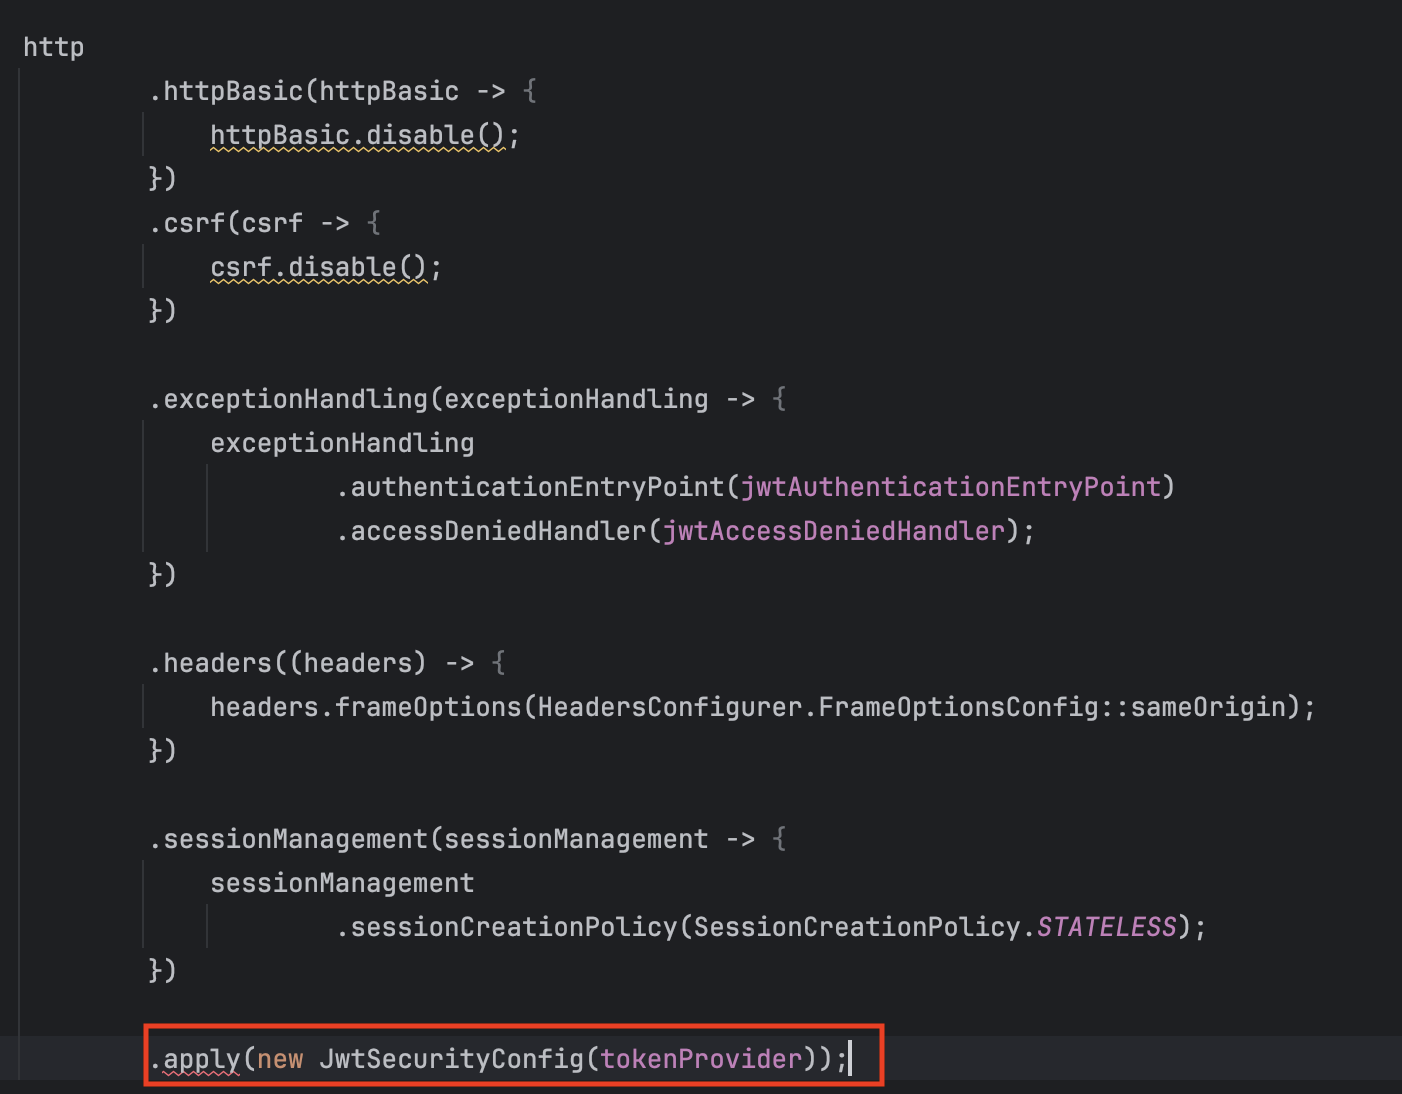 http
.httpBasic(httpBasic -> {
httpBasic.disable();
})
.csrf(csrf -> {
csrf.disable();
})
.exceptionHandling(exceptionHandling -> {
exceptionHandling
.authenticationEntryPoint(jwtAuthenticationEntryPoint)
.accessDeniedHandler(jwtAccessDeniedHandler);
})
.headers((headers) -> {
headers.frameOptions(HeadersConfigurer.FrameOptionsConfig::sameOrigin);
})
.sessionManagement(sessionManagement -> {
sessionManagement
.sessionCreationPolicy(SessionCreationPolicy.STATELESS);
})
.apply(new JwtSecurityConfig(tokenProvider));